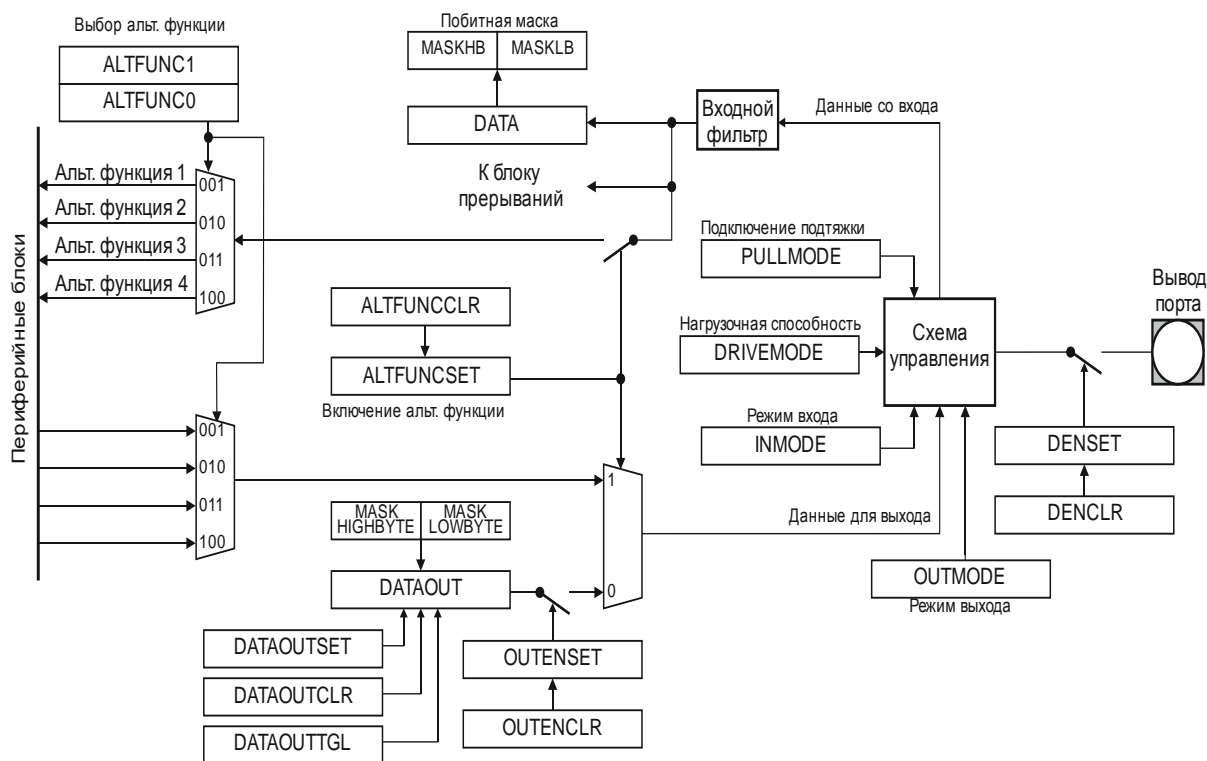 Выбор альт. функции
ALTFUNC1
ALTFUNC0
Побитная маска
MASKHB MASKLB
DATA
Входной
фильтр
Данные со входа
К блоку
прерываний
Периферийные блоки
Альт. функция 1
Альт. функция 2
Альт. функция 3
Альт. функция 4
001
010
011
100
Подключение подтяжки
PULLMODE
Нагрузочная способность
DRIVEMODE
Режим входа
INMODE
Схема
управления
Вывод
порта
ALTFUNCCLR
ALTFUNCSET
Включение альт. функции
001
010
011
100
1
0
MASK
HIGHBYTE
MASK
LOWBYTE
DATAOUT
DATAOUTSET
DATAOUTCLR
DATAOUTTGL
OUTENSET
OUTENCLR
Данные для выхода
DENSET
DENCLR
OUTMODE
Режим выхода